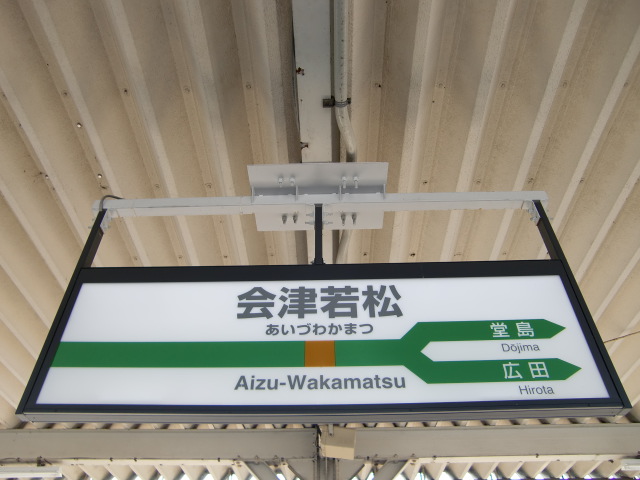 会津若松
あいづわかまつ
Aizu-Wakamatsu
堂島
Dōjima
広田
Hirota